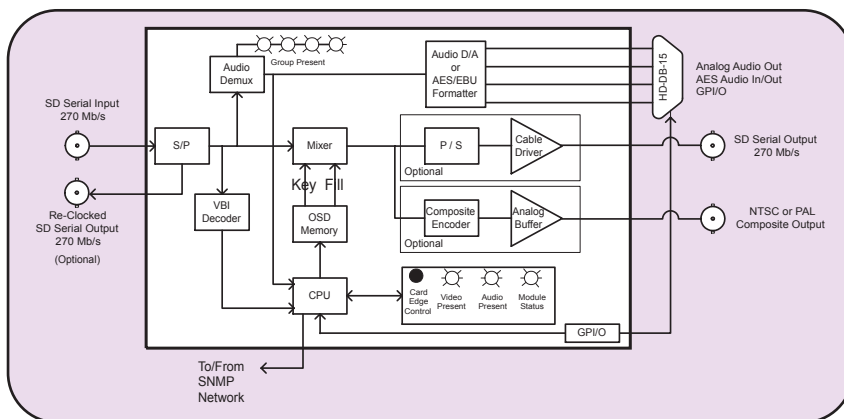 Audio
Demux
Group Present
Audio D/A
or
AES/EBU
Formatter
HD-DB-15
Analog Audio Out
AES Audio In/Out
GPI/O
SD Serial Input
270 Mb/s
S/P
Mixer
P / S
Cable
Driver
Optional
SD Serial Output
270 Mb/s
Key Fill
Re-Clocked
SD Serial Output
270 Mb/s
(Optional)
VBI
Decoder
OSD
Memory
Composite
Encoder
Analog
Buffer
Optional
NTSC or PAL
Composite Output
CPU
Card
Edge
Control
Video
Present
Audio
Present
Module
Status
GPI/O
To/From
SNMP
Network